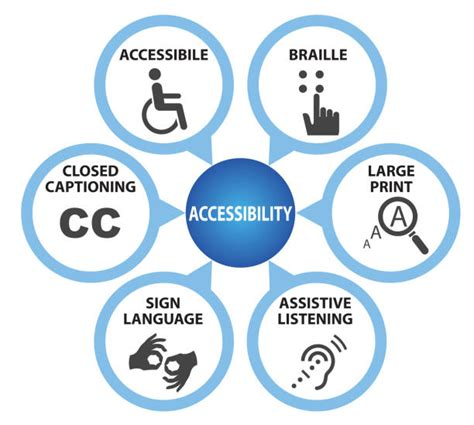 ACCESSIBILE
BRAILLE
CLOSED
CAPTIONING
CC
ACCESSIBILITY
LARGE
PRINT
A A A
SIGN
LANGUAGE
ASSISTIVE
LISTENING